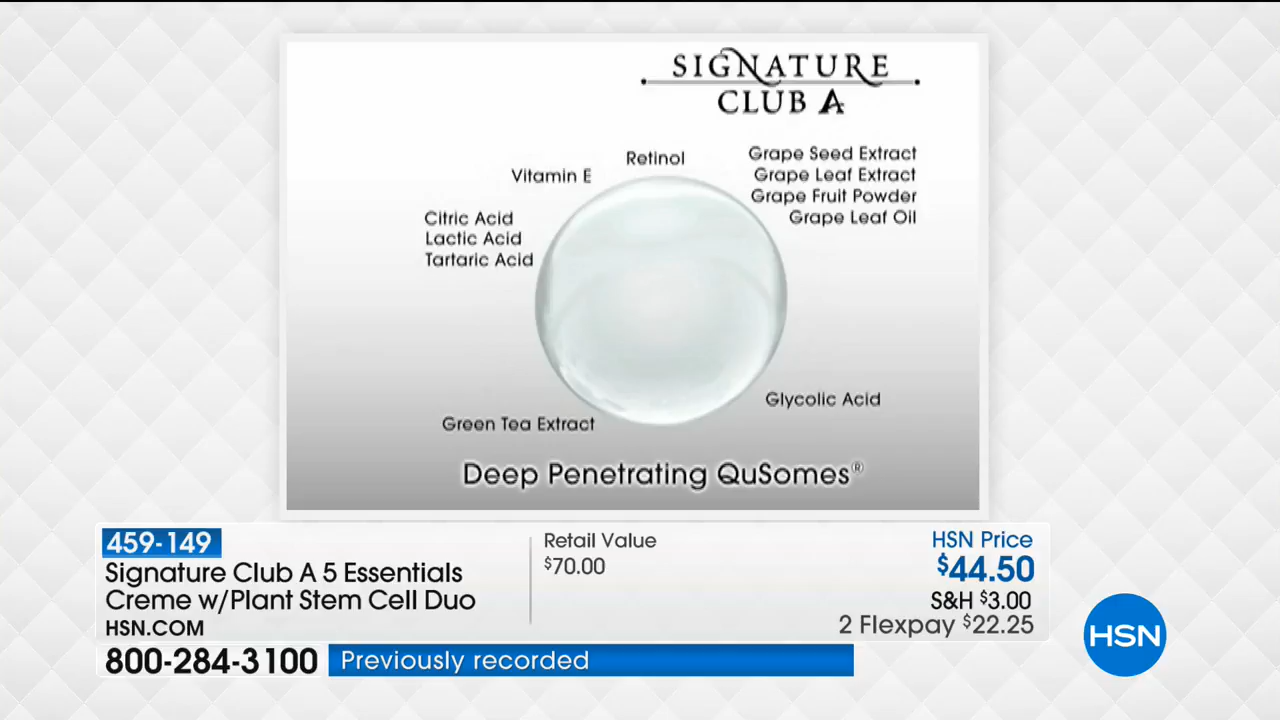 SIGNATURE
CLUB A
Retinol
Vitamin E
Grape Seed Extract
Grape Leaf Extract
Grape Fruit Powder
Grape Leaf Oil
Citric Acid
Lactic Acid
Tartaric Acid
Glycolic Acid
Green Tea Extract
Deep Penetrating QuSomes®
459-149
Signature Club A 5 Essentials
Creme w/Plant Stem Cell Duo
HSN.COM
Retail Value
$70.00
HSN Price
$44.50
S&H $3.00
2 Flexpay $22.25
800-284-3100
Previously recorded
HSN